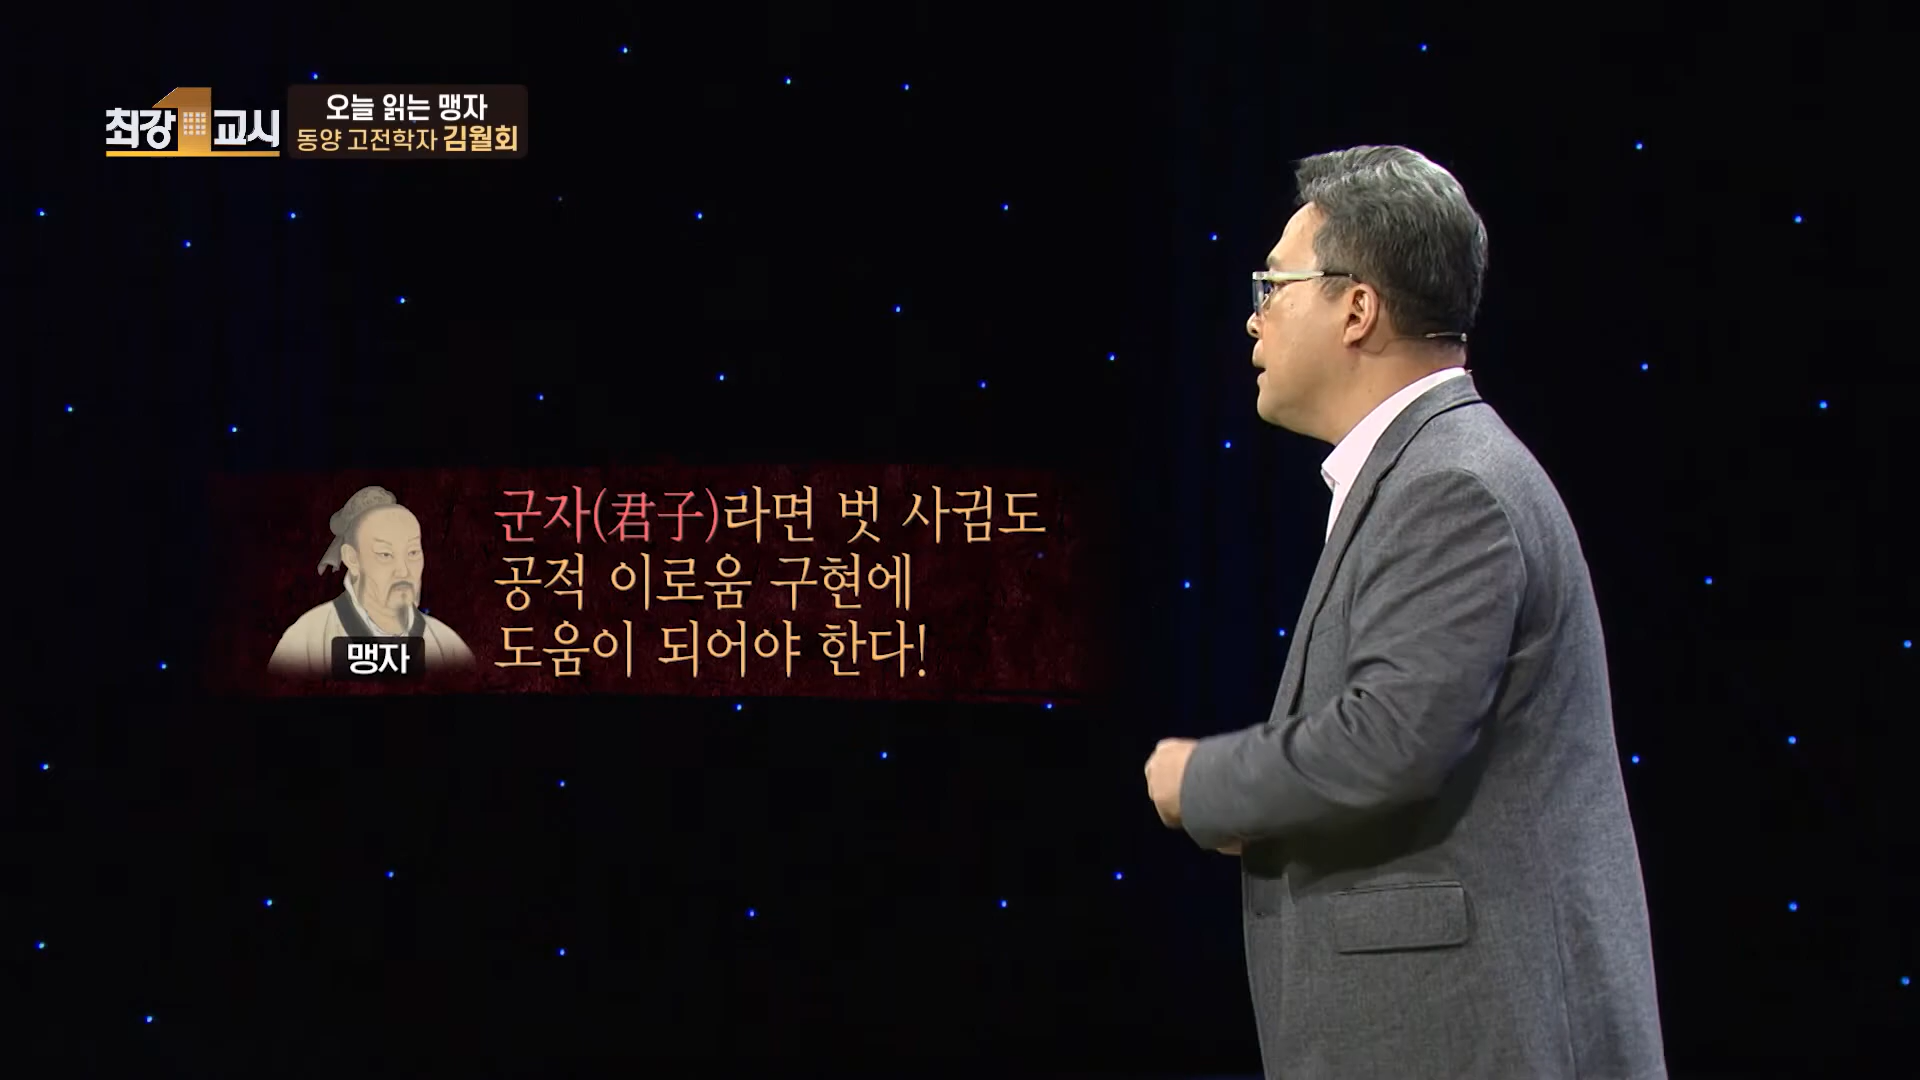 최강1교시
오늘 읽는 맹자
동양 고전학자 김월회
군자(君子)라면 벗 사귐도
공적 이로움 구현에
도움이 되어야 한다!
맹자